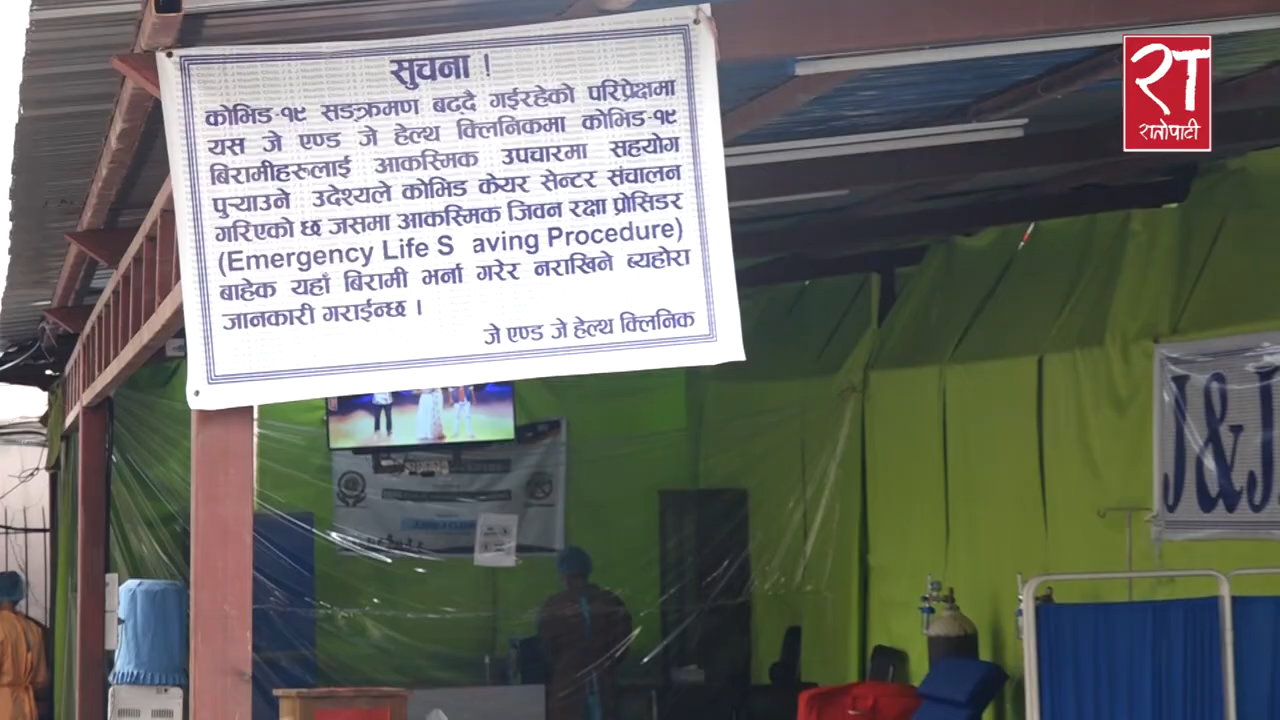 सुचना !
कोभिड-१९ सङ्क्रमण बढ्दै गईरहेको परिप्रेक्षमा
यस जे एण्ड जे हेल्थ क्लिनिकमा कोभिड-१९
बिरामीहरुलाई आकस्मिक उपचारमा सहयोग
पुऱ्याउने उदेश्यले कोभिड केयर सेन्टर संचालन
गरिएको छ जसमा आकस्मिक जिवन रक्षा प्रोसिडर
(Emergency Life S aving Procedure)
बाहेक यहाँ बिरामी भर्ना गरेर नराखिने ब्यहोरा
जानकारी गराईन्छ ।
जे एण्ड जे हेल्थ क्लिनिक
रा
रातोपाटी
J&J